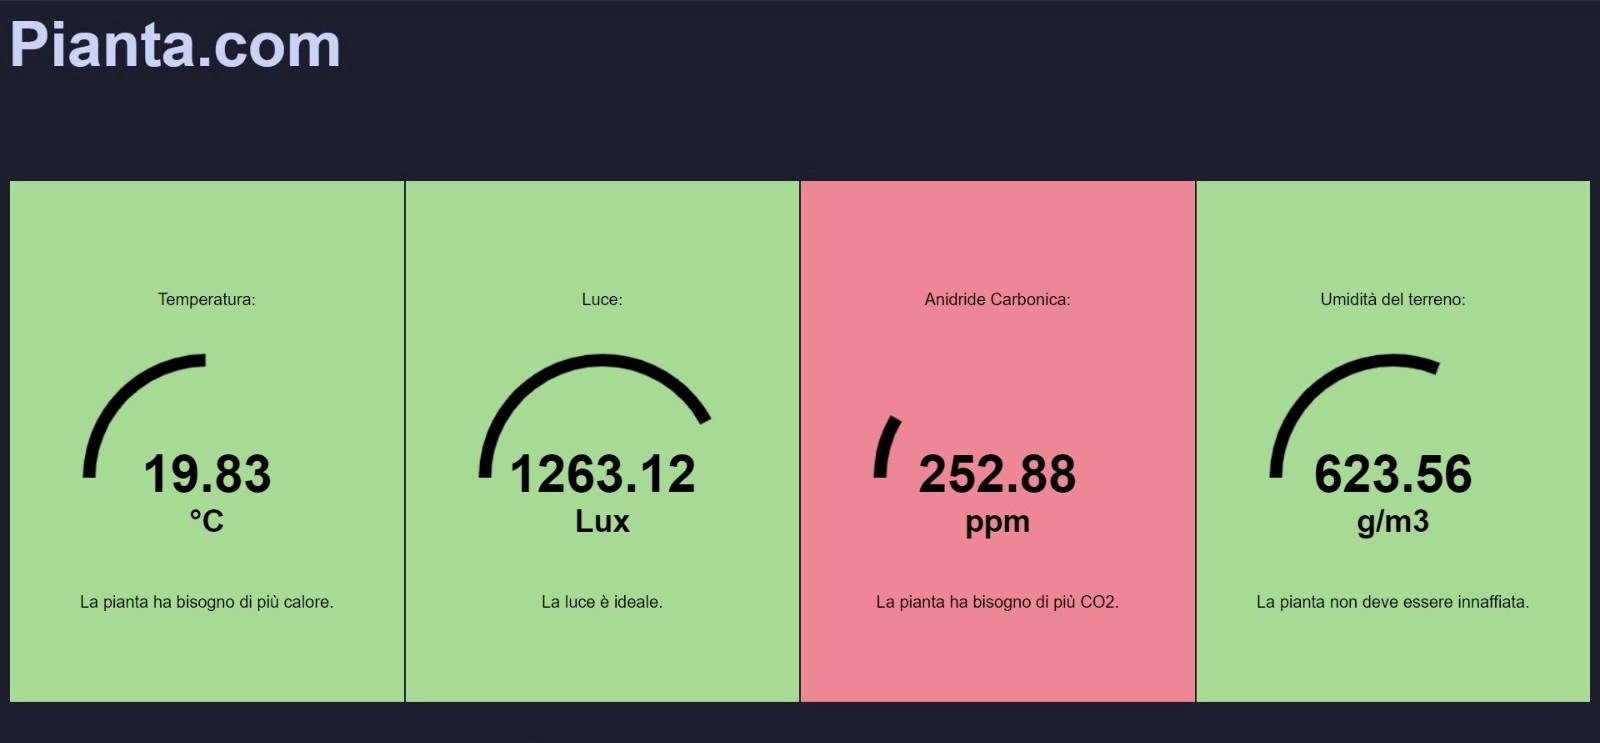 Pianta.com
Temperatura:
19.83
°C
La pianta ha bisogno di più calore.
Luce:
1263.12
Lux
La luce è ideale.
Anidride Carbonica:
252.88
ppm
La pianta ha bisogno di più CO2.
Umidità del terreno:
623.56
g/m3
La pianta non deve essere innaffiata.